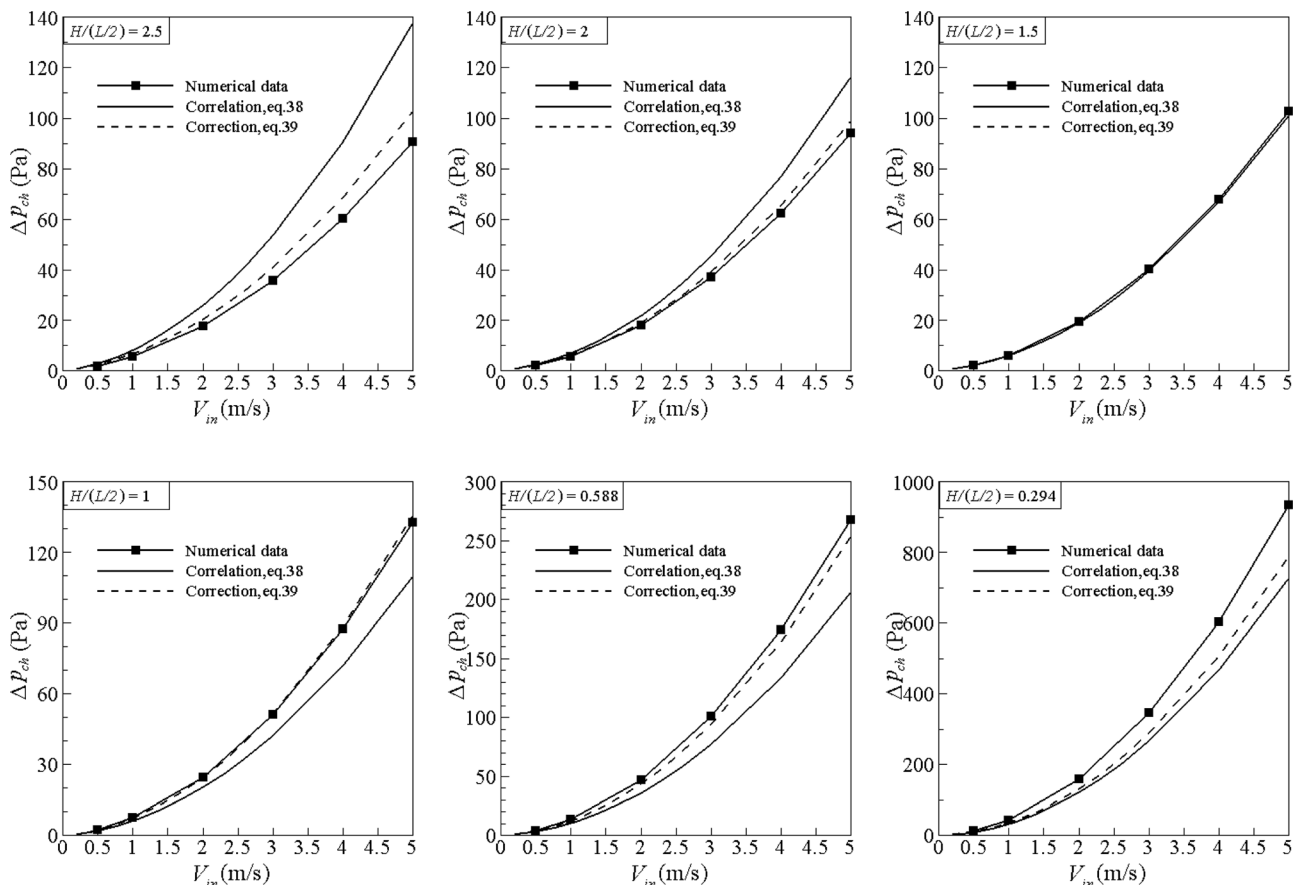 H/(L/2) = 2.5
Numerical data
Correlation,eq.38
Correction,eq.39
Δp_ch (Pa)
140
120
100
80
60
40
20
0
0 0.5 1 1.5 2 2.5 3 3.5 4 4.5 5
V_in (m/s)
H/(L/2) = 2
Numerical data
Correlation,eq.38
Correction,eq.39
Δp_ch (Pa)
140
120
100
80
60
40
20
0
0 0.5 1 1.5 2 2.5 3 3.5 4 4.5 5
V_in (m/s)
H/(L/2) = 1.5
Numerical data
Correlation,eq.38
Correction,eq.39
Δp_ch (Pa)
140
120
100
80
60
40
20
0
0 0.5 1 1.5 2 2.5 3 3.5 4 4.5 5
V_in (m/s)
H/(L/2) = 1
Numerical data
Correlation,eq.38
Correction,eq.39
Δp_ch (Pa)
150
120
90
60
30
0
0 0.5 1 1.5 2 2.5 3 3.5 4 4.5 5
V_in (m/s)
H/(L/2) = 0.588
Numerical data
Correlation,eq.38
Correction,eq.39
Δp_ch (Pa)
300
250
200
150
100
50
0
0 0.5 1 1.5 2 2.5 3 3.5 4 4.5 5
V_in (m/s)
H/(L/2) = 0.294
Numerical data
Correlation,eq.38
Correction,eq.39
Δp_ch (Pa)
1000
800
600
400
200
0
0 0.5 1 1.5 2 2.5 3 3.5 4 4.5 5
V_in (m/s)